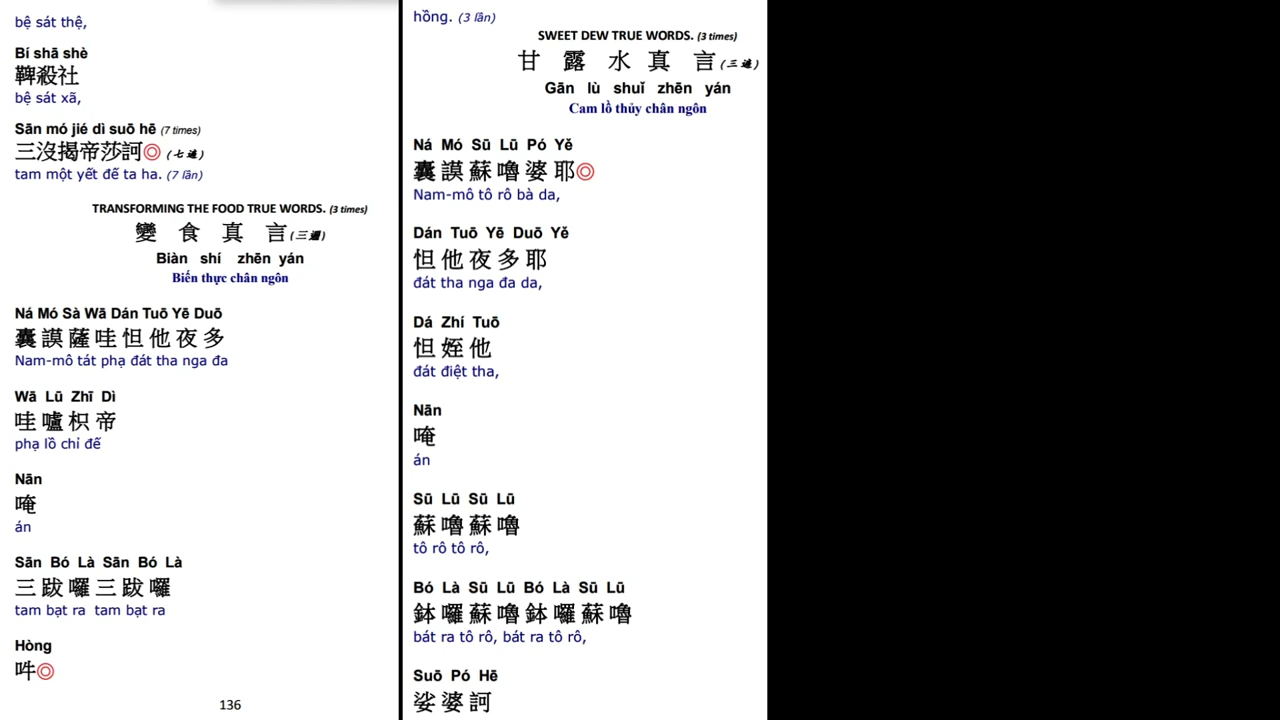 bệ sát thệ,
Bí shā shè
鞞殺社
bệ sát xã,
Sān mó jié dì suō hē (7 times)
三沒揭帝莎訶◎ (七遍)
tam một yết đế ta ha. (7 lần)
TRANSFORMING THE FOOD TRUE WORDS. (3 times)
變 食 真 言 (三遍)
Biàn shí zhēn yán
Biến thực chân ngôn
Ná Mó Sà Wā Dán Tuō Yē Duō
囊謨薩哇怛他夜多
Nam-mô tát phạ đát tha nga đa
Wā Lū Zhī Dì
哇嚧枳帝
phạ lồ chỉ đế
Nān
唵
án
Sān Bó Là Sān Bó Là
三跋囉三跋囉
tam bạt ra tam bạt ra
Hòng
吽◎
136
hồng. (3 lần)
SWEET DEW TRUE WORDS. (3 times)
甘 露 水 真 言 (三遍)
Gān lù shuǐ zhēn yán
Cam lồ thủy chân ngôn
Ná Mó Sū Lū Pó Yě
囊謨蘇嚕婆耶◎
Nam-mô tô rô bà da,
Dán Tuō Yē Duō Yě
怛他夜多耶
đát tha nga đa da,
Dá Zhí Tuō
怛姪他
đát điệt tha,
Nān
唵
án
Sū Lū Sū Lū
蘇嚕蘇嚕
tô rô tô rô,
Bó Là Sū Lū Bó Là Sū Lū
鉢囉蘇嚕鉢囉蘇嚕
bát ra tô rô, bát ra tô rô,
Suō Pó Hē
娑婆訶